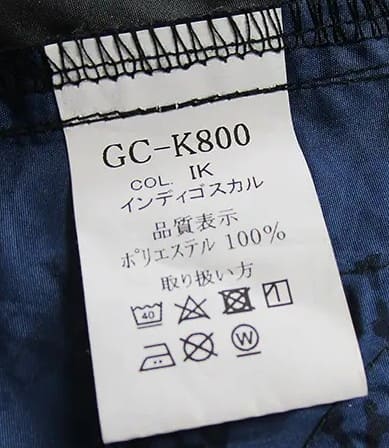 GC-K800
COL. IK
インディゴスカル
品質表示
ポリエステル 100%
取り扱い方
40
W